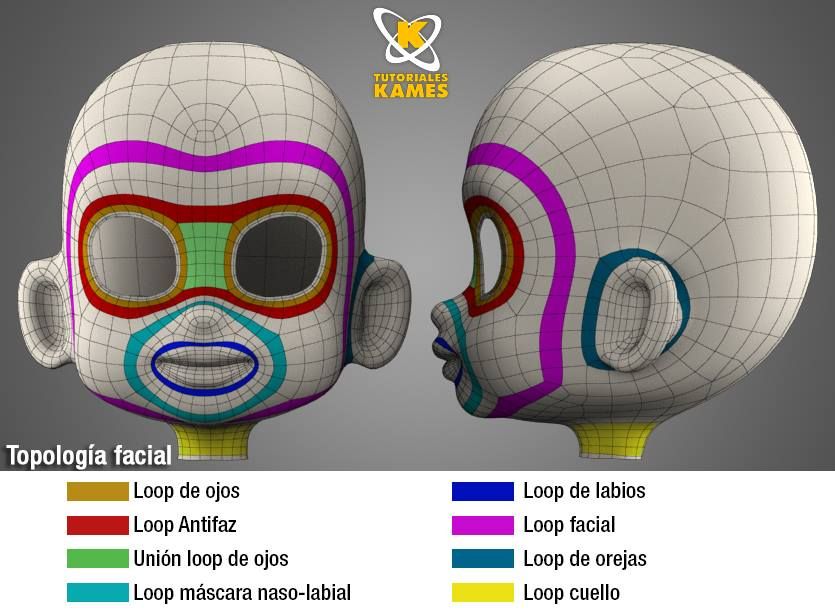 K
TUTORIALES
KAMES
Topología facial
Loop de ojos
Loop Antifaz
Unión loop de ojos
Loop máscara naso-labial
Loop de labios
Loop facial
Loop de orejas
Loop cuello